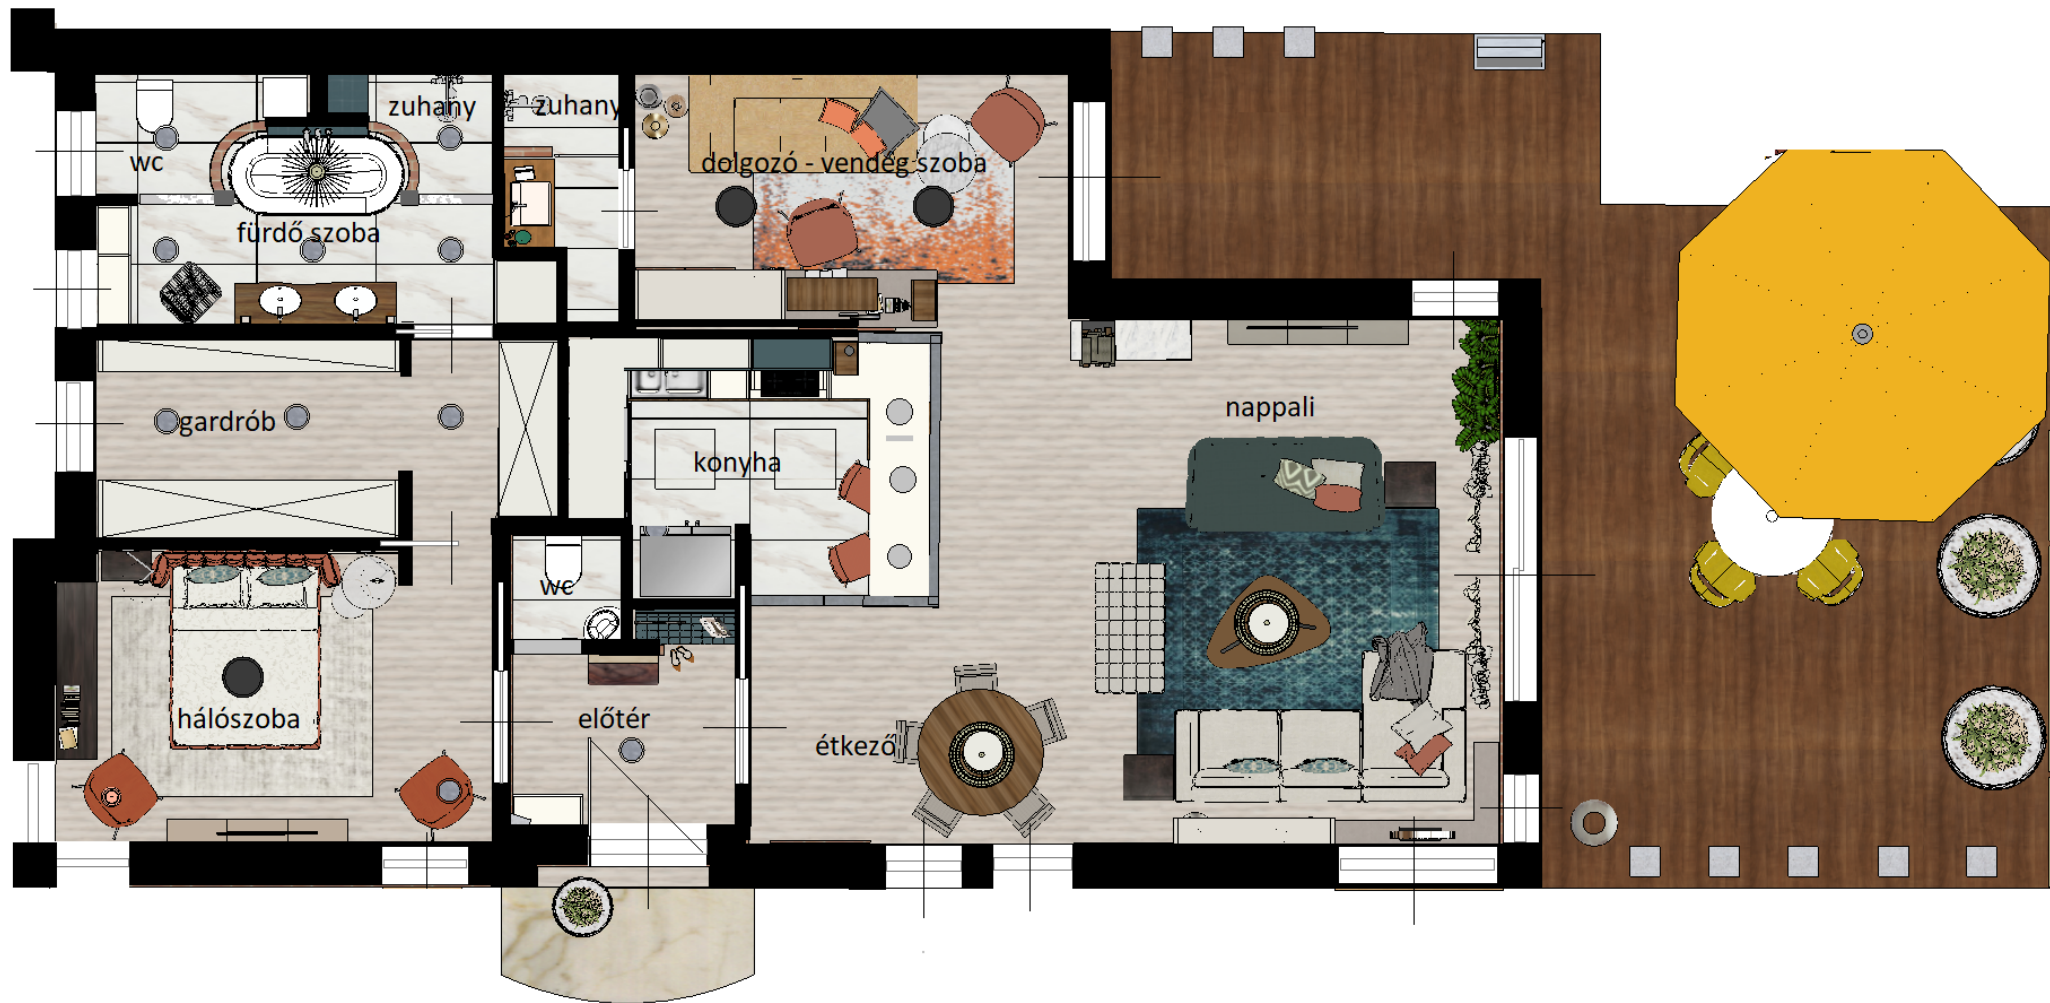 zuhany
zuhany
wc
dolgozó - vendég szoba
fürdő szoba
nappali
gardrób
konyha
wc
hálószoba
előtér
étkező